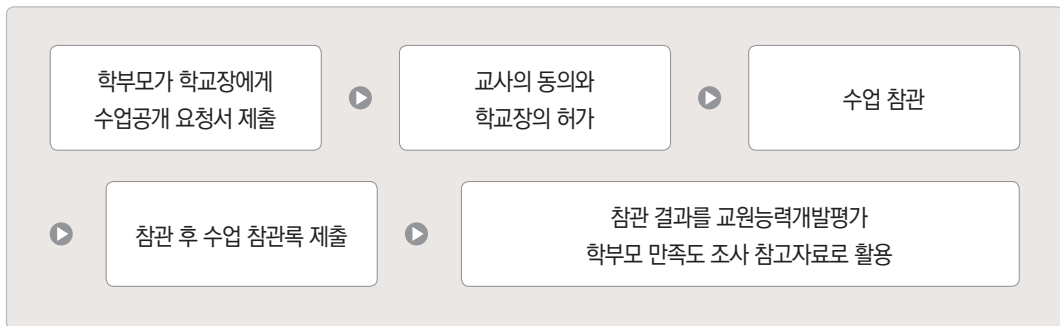 학부모가 학교장에게
수업공개 요청서 제출
교사의 동의와
학교장의 허가
수업 참관
참관 후 수업 참관록 제출
참관 결과를 교원능력개발평가
학부모 만족도 조사 참고자료로 활용